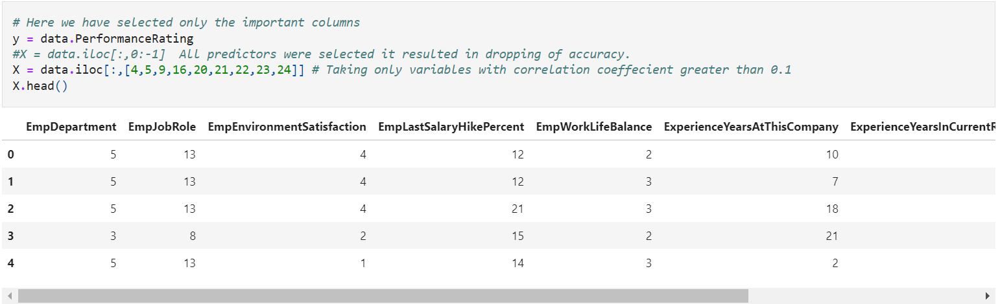 # Here we have selected only the important columns
y = data.PerformanceRating
#X = data.iloc[:,0:-1]  All predictors were selected it resulted in dropping of accuracy.
X = data.iloc[:,[4,5,9,16,20,21,22,23,24]] # Taking only variables with correlation coeffecient greater than 0.1
X.head()
EmpDepartment EmpJobRole EmpEnvironmentSatisfaction EmpLastSalaryHikePercent EmpWorkLifeBalance ExperienceYearsAtThisCompany ExperienceYearsInCurrentR
0 5 13 4 12 2 10
1 5 13 4 12 3 7
2 5 13 4 21 3 18
3 3 8 2 15 2 21
4 5 13 1 14 3 2